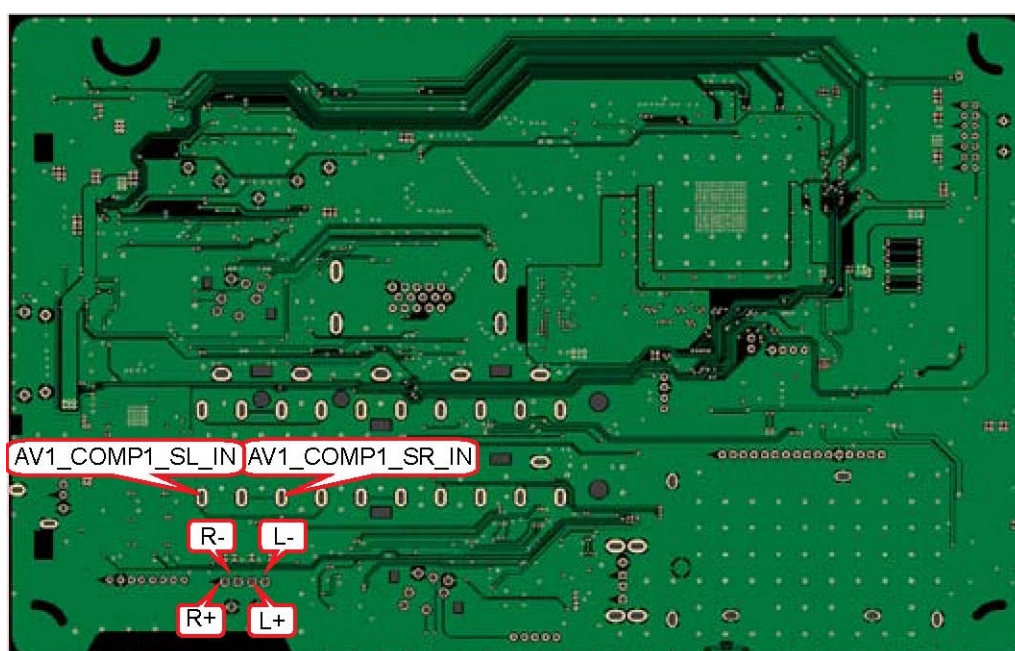 AV1_COMP1_SL_IN AV1_COMP1_SR_IN
R- L-
R+ L+